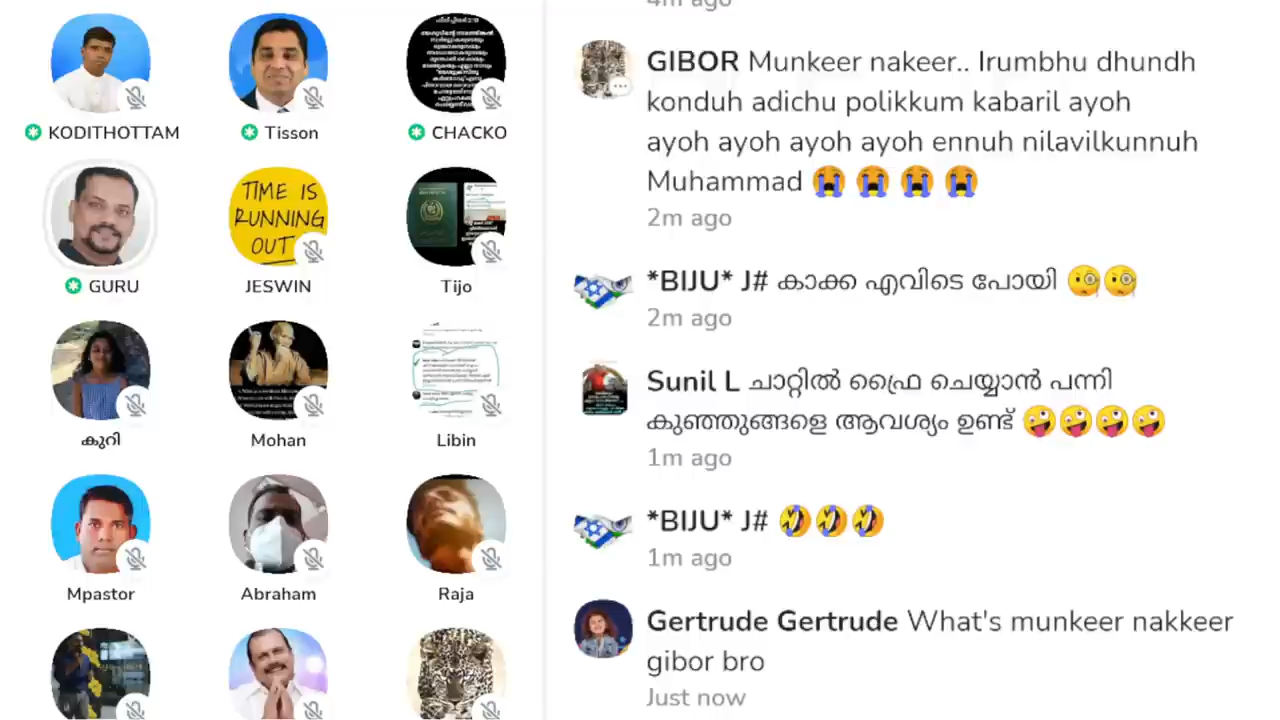 KODITHOTTAM
Tisson
CHACKO
TIME IS
RUNNING
OUT
GURU
JESWIN
Tijo
കുറി
Mohan
Libin
Mpastor
Abraham
Raja
4m ago
GIBOR Munkeer nakeer.. Irumbhu dhundh
konduh adichu polikkum kabaril ayoh
ayoh ayoh ayoh ayoh ennuh nilavilkunnuh
Muhammad 😭 😭 😭 😭
2m ago
*BIJU* J# കാക്ക എവിടെ പോയി 🧐🧐
2m ago
Sunil L ചാറ്റിൽ ഫ്രൈ ചെയ്യാൻ പന്നി
കുഞ്ഞുങ്ങളെ ആവശ്യം ഉണ്ട് 🤪🤪🤪🤪
1m ago
*BIJU* J# 🤣🤣🤣
1m ago
Gertrude Gertrude What's munkeer nakkeer
gibor bro
Just now